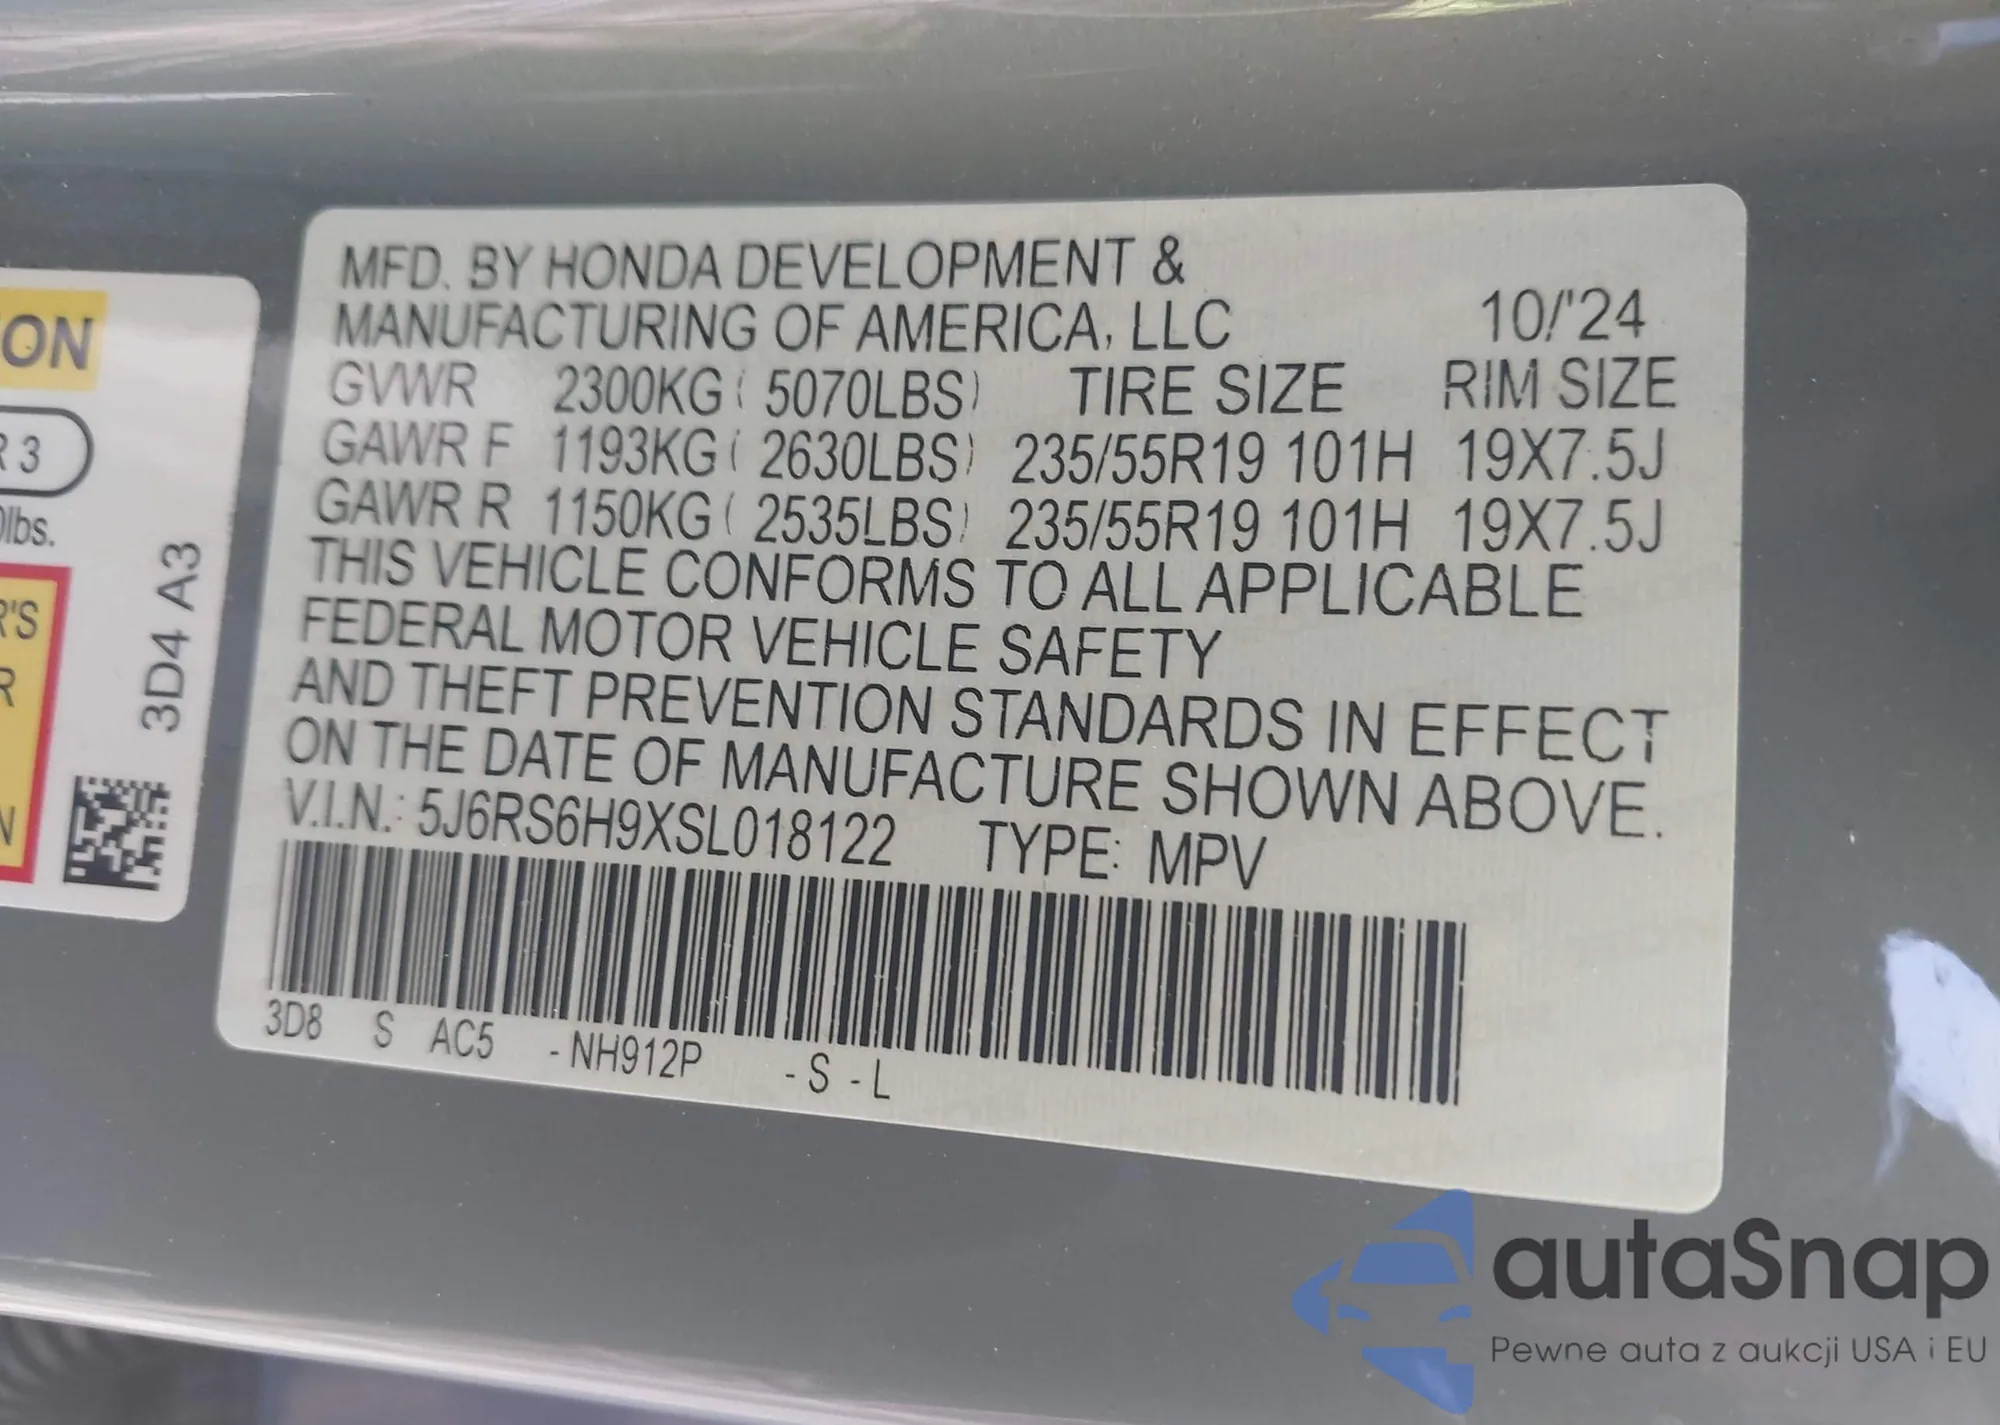 ON
R 3
0lbs.
R'S
R
N
3D4 A3
MFD. BY HONDA DEVELOPMENT &
MANUFACTURING OF AMERICA, LLC 10/'24
GVWR 2300KG ( 5070LBS) TIRE SIZE RIM SIZE
GAWR F 1193KG ( 2630LBS) 235/55R19 101H 19X7.5J
GAWR R 1150KG ( 2535LBS) 235/55R19 101H 19X7.5J
THIS VEHICLE CONFORMS TO ALL APPLICABLE
FEDERAL MOTOR VEHICLE SAFETY
AND THEFT PREVENTION STANDARDS IN EFFECT
ON THE DATE OF MANUFACTURE SHOWN ABOVE.
V.I.N.: 5J6RS6H9XSL018122 TYPE: MPV
3D8 S AC5 -NH912P -S -L
autaSnap
Pewne auta z aukcji USA i EU